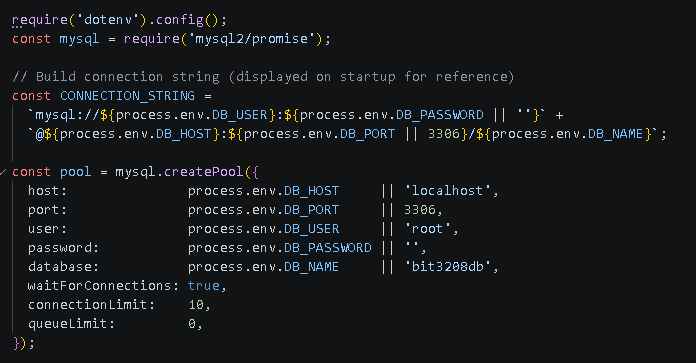 require('dotenv').config();
const mysql = require('mysql2/promise');

// Build connection string (displayed on startup for reference)
const CONNECTION_STRING =
  `mysql://${process.env.DB_USER}:${process.env.DB_PASSWORD || ''}` +
  `@${process.env.DB_HOST}:${process.env.DB_PORT || 3306}/${process.env.DB_NAME}`;

const pool = mysql.createPool({
  host:               process.env.DB_HOST     || 'localhost',
  port:               process.env.DB_PORT     || 3306,
  user:               process.env.DB_USER     || 'root',
  password:           process.env.DB_PASSWORD || '',
  database:           process.env.DB_NAME     || 'bit3208db',
  waitForConnections: true,
  connectionLimit:    10,
  queueLimit:         0,
});